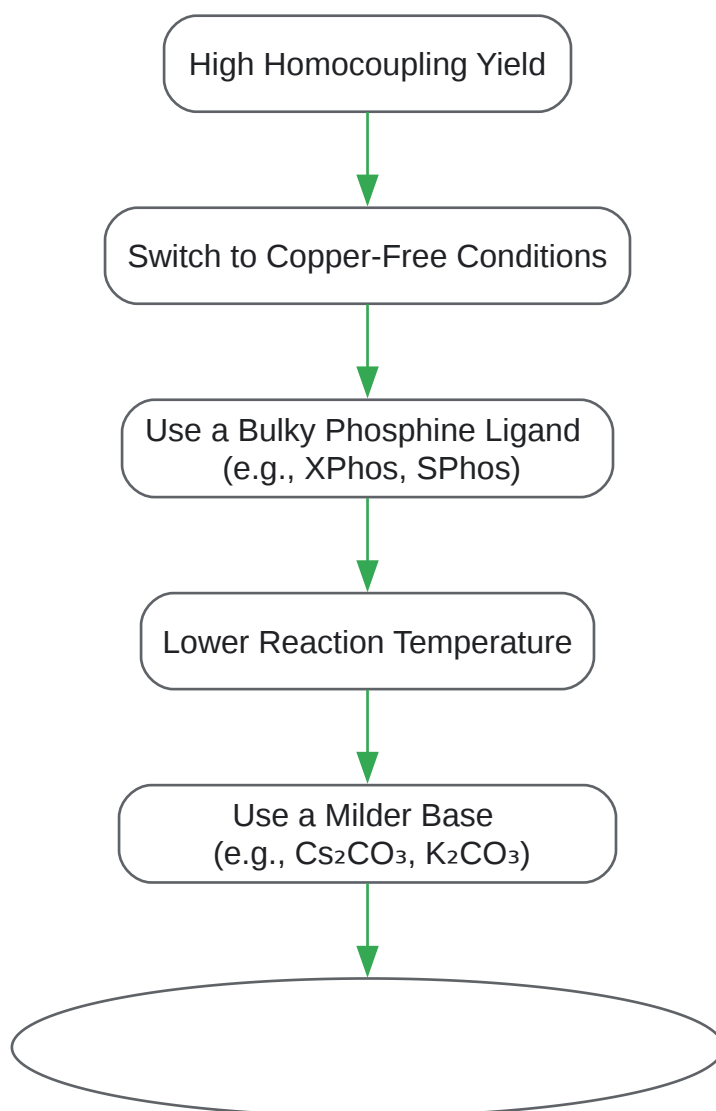 High Homocoupling Yield
Switch to Copper-Free Conditions
Use a Bulky Phosphine Ligand
(e.g., XPhos, SPhos)
Lower Reaction Temperature
Use a Milder Base
(e.g., Cs₂CO₃, K₂CO₃)